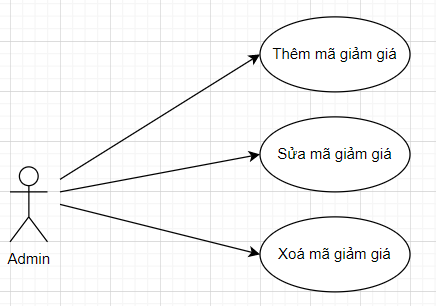 Thêm mã giảm giá
Sửa mã giảm giá
Xoá mã giảm giá
Admin